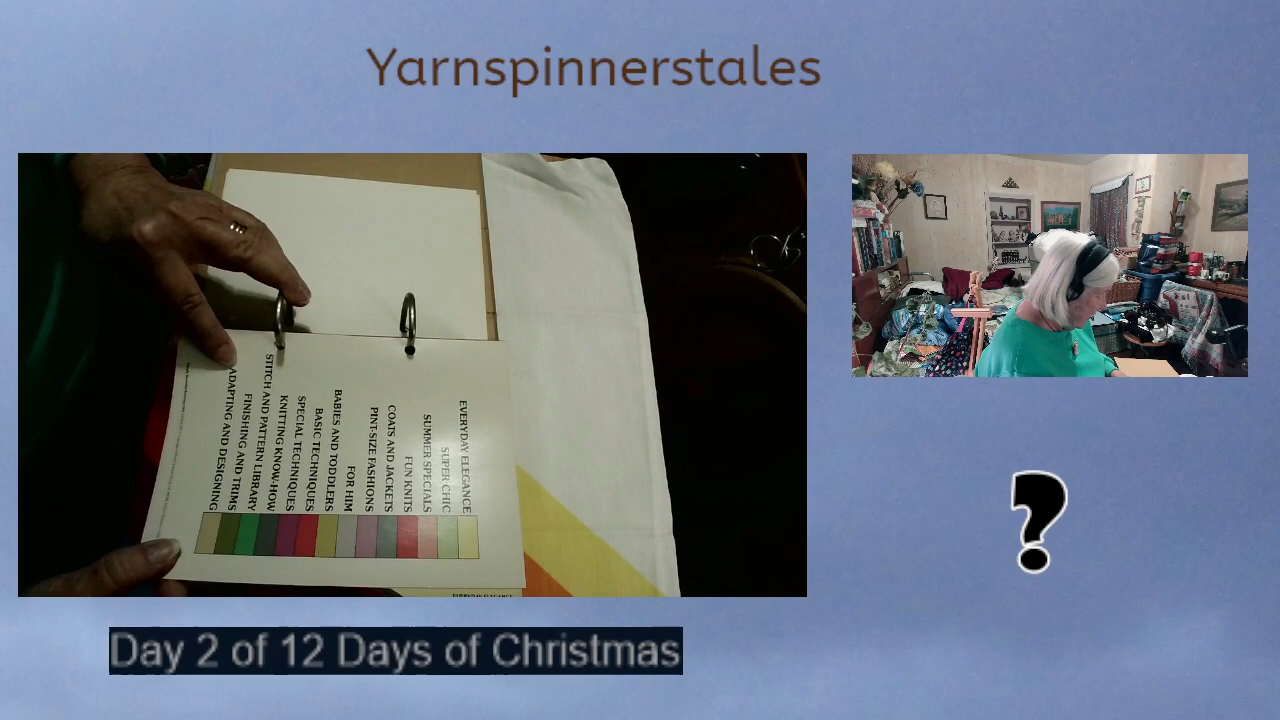 Yarnspinnerstales
EVERYDAY ELEGANCE
SUPER CHIC
SUMMER SPECIALS
FUN KNITS
COATS AND JACKETS
PINT-SIZE FASHIONS
FOR HIM
BABIES AND TODDLERS
BASIC TECHNIQUES
SPECIAL TECHNIQUES
KNITTING KNOW-HOW
STITCH AND PATTERN LIBRARY
FINISHING AND TRIMS
ADAPTING AND DESIGNING
Day 2 of 12 Days of Christmas
?